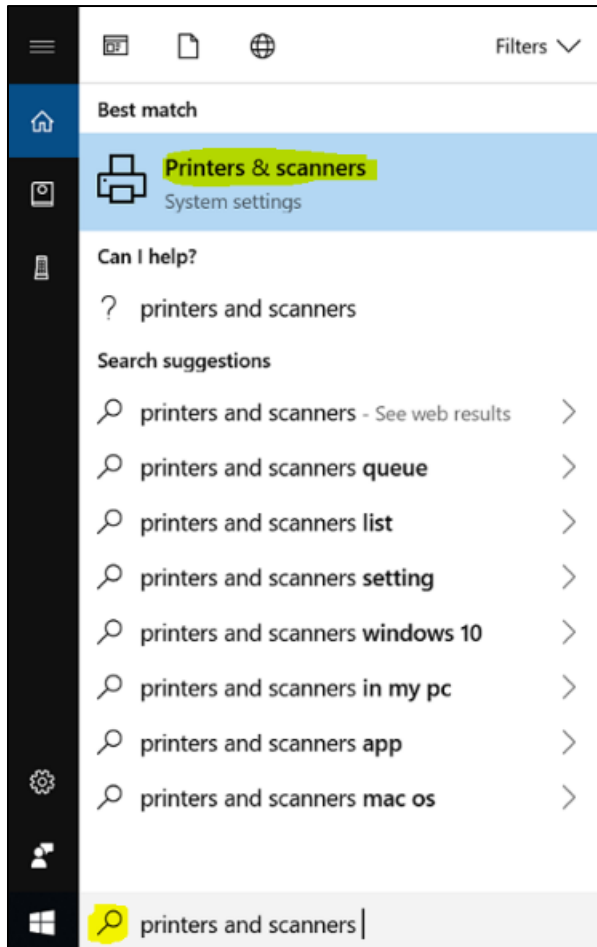 Filters
Best match
Printers & scanners
System settings
Can I help?
? printers and scanners
Search suggestions
printers and scanners - See web results
printers and scanners queue
printers and scanners list
printers and scanners setting
printers and scanners windows 10
printers and scanners in my pc
printers and scanners app
printers and scanners mac os
printers and scanners